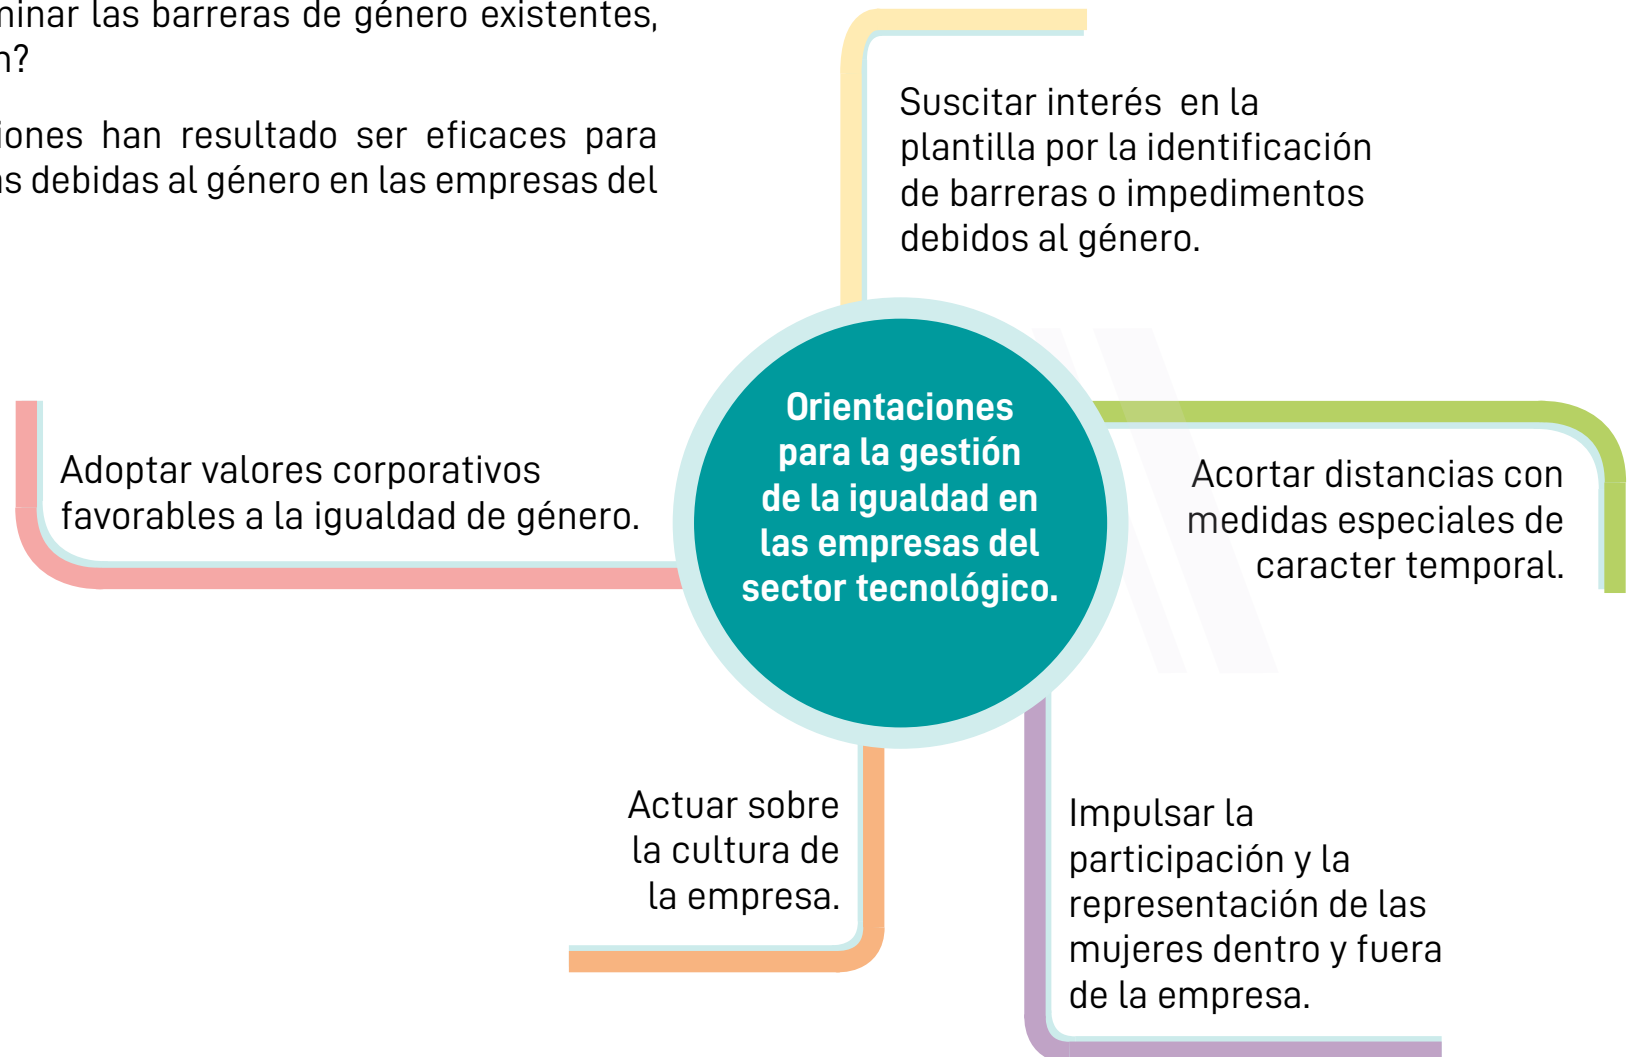 las barreras de género existentes,
han resultado ser eficaces para
debidas al género en las empresas del
Suscitar interés en la
plantilla por la identificación
de barreras o impedimentos
debidos al género.
Orientaciones
para la gestión
de la igualdad en
las empresas del
sector tecnológico.
Adoptar valores corporativos
favorables a la igualdad de género.
Acortar distancias con
medidas especiales de
caracter temporal.
Actuar sobre
la cultura de
la empresa.
Impulsar la
participación y la
representación de las
mujeres dentro y fuera
de la empresa.